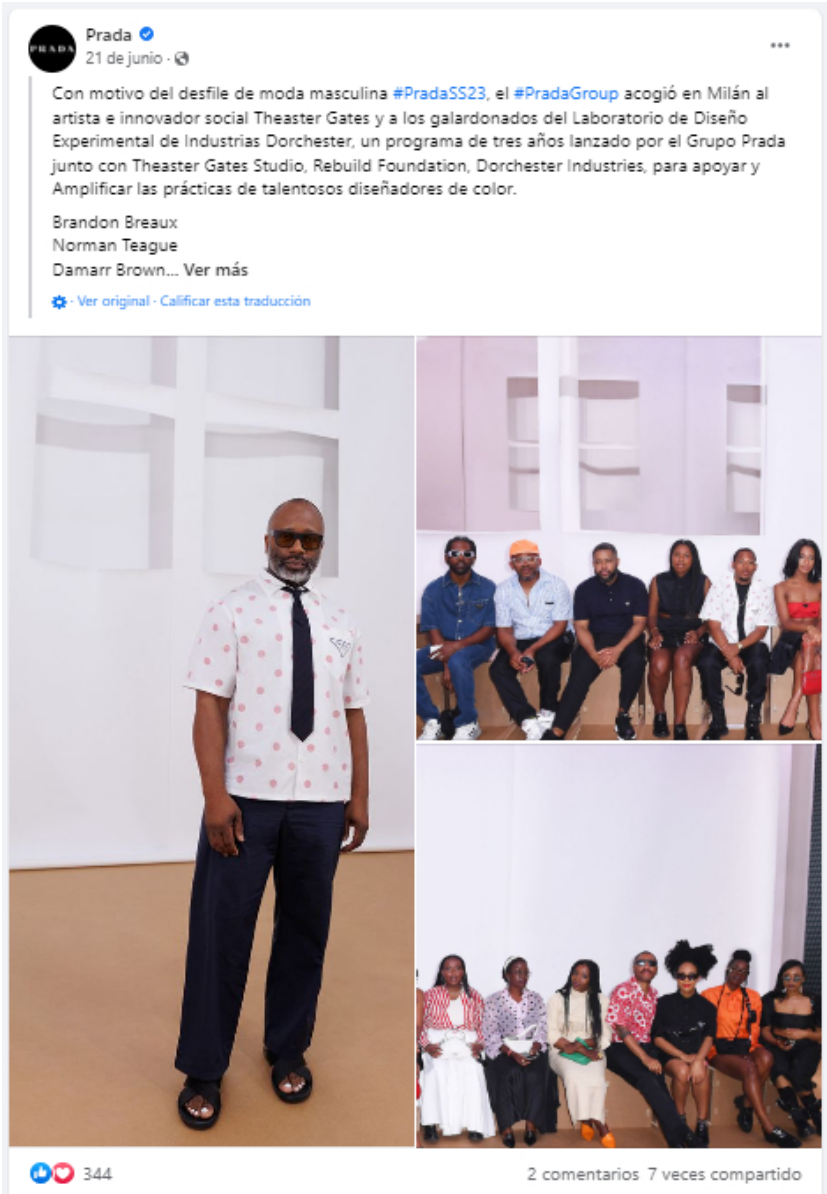 PRADA
Prada
21 de junio ·
Con motivo del desfile de moda masculina #PradaSS23, el #PradaGroup acogió en Milán al
artista e innovador social Theaster Gates y a los galardonados del Laboratorio de Diseño
Experimental de Industrias Dorchester, un programa de tres años lanzado por el Grupo Prada
junto con Theaster Gates Studio, Rebuild Foundation, Dorchester Industries, para apoyar y
Amplificar las prácticas de talentosos diseñadores de color.
Brandon Breaux
Norman Teague
Damarr Brown... Ver más
· Ver original · Calificar esta traducción
344
2 comentarios 7 veces compartido